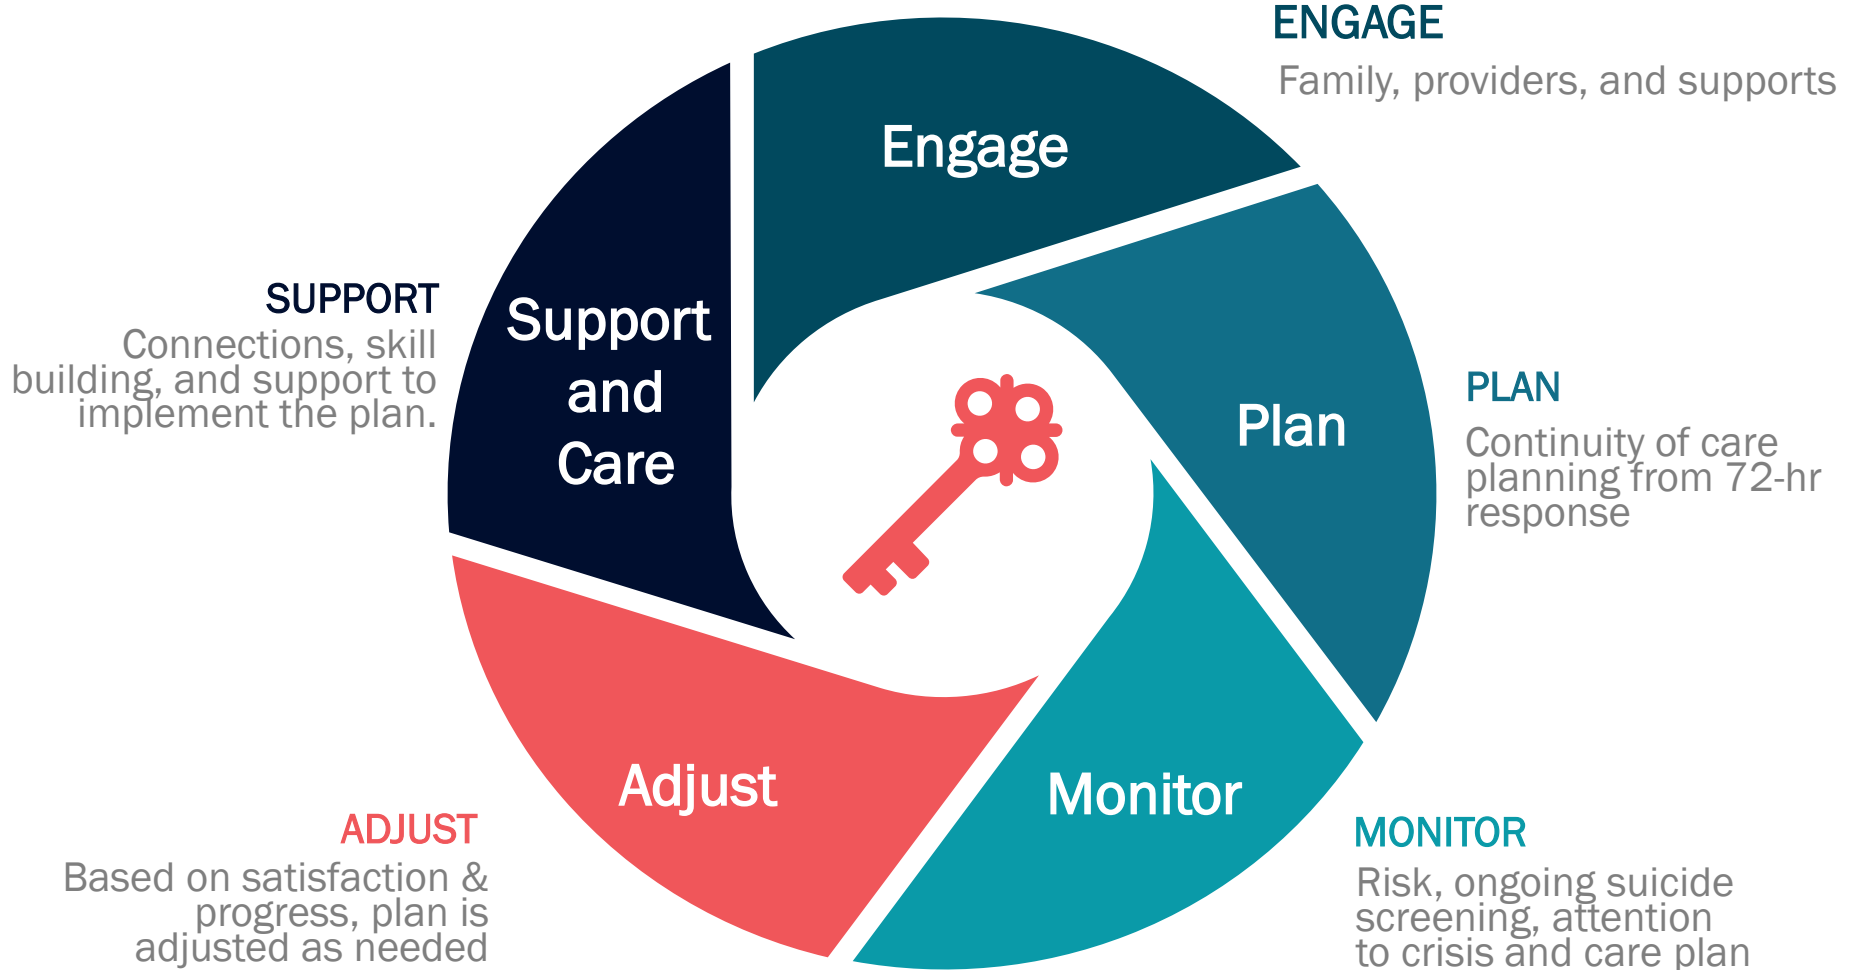 ENGAGE
Family, providers, and supports
Engage
SUPPORT
Connections, skill
building, and support to
implement the plan.
Support
and
Care
Plan
PLAN
Continuity of care
planning from 72-hr
response
Adjust
Monitor
ADJUST
Based on satisfaction &
progress, plan is
adjusted as needed
MONITOR
Risk, ongoing suicide
screening, attention
to crisis and care plan